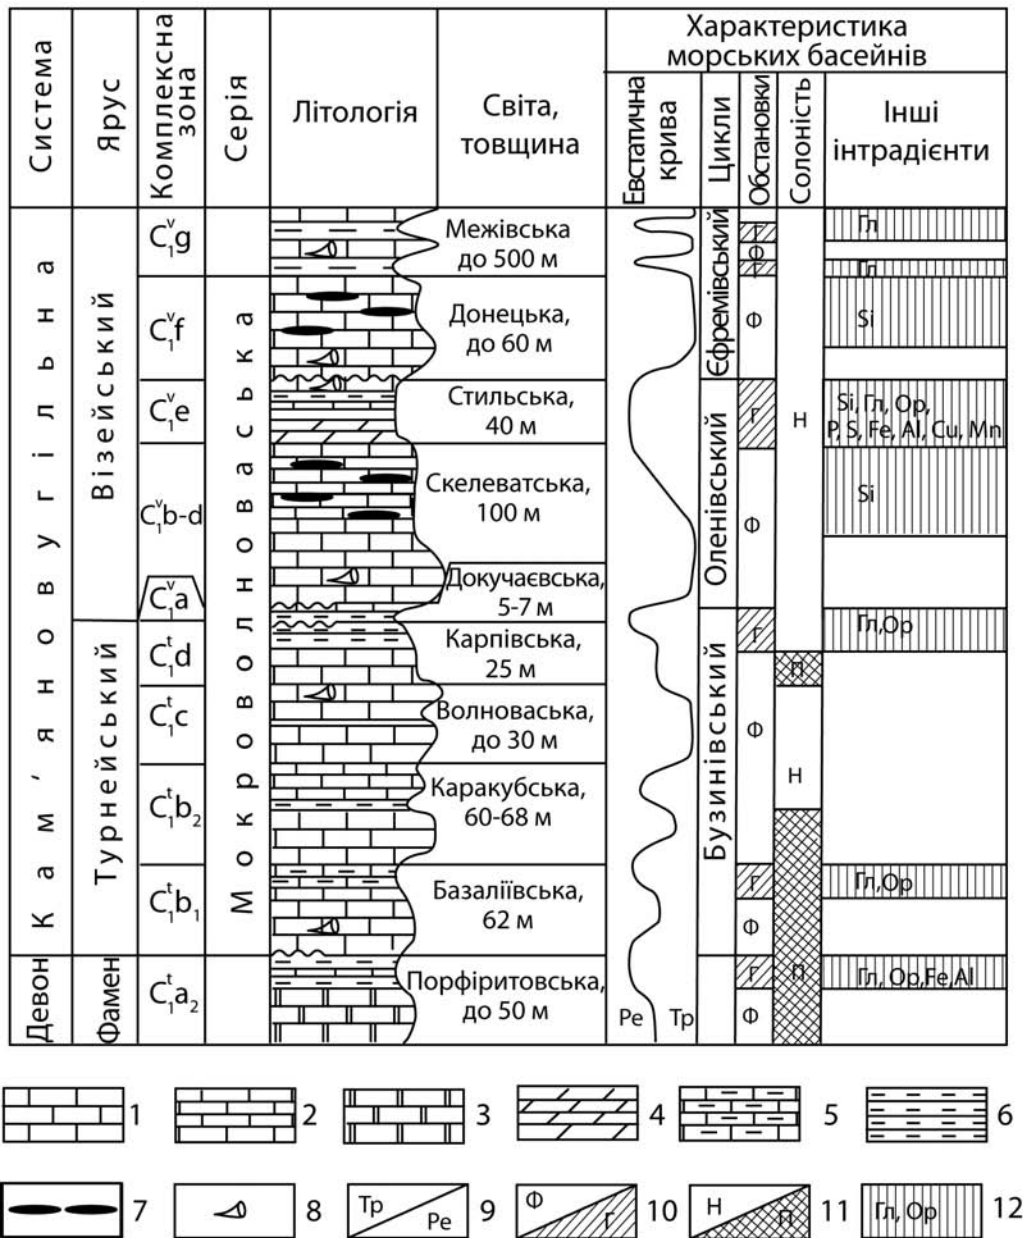 Система
Ярус
Комплексна
зона
Серія
Літологія
Світа,
товщина
Характеристика
морських басейнів
Евстатична
крива
Цикли
Обстановки
Солоність
Інші
інтрадієнти
Кам'яновугільна
Девон
Візейський
Турнейський
Фамен
C₁ᵛg
C₁ᵛf
C₁ᵛe
C₁ᵛb-d
C₁ᵛa
C₁ᵗd
C₁ᵗc
C₁ᵗb₂
C₁ᵗb₁
C₁ᵗa₂
Мокроволноваська
Межівська
до 500 м
Донецька,
до 60 м
Стильська,
40 м
Скелеватська,
100 м
Докучаєвська,
5-7 м
Карпівська,
25 м
Волноваська,
до 30 м
Каракубська,
60-68 м
Базаліївська,
62 м
Порфіритовська,
до 50 м
Ре
Тр
Єфремівський
Оленівський
Бузинівський
Г
Ф
Г
Ф
Г
Ф
Г
Ф
Г
Ф
Г
Ф
Н
П
Н
П
Гл
Гл
Si
Si, Гл, Ор,
P, S, Fe, Al, Cu, Mn
Si
Гл,Ор
Гл,Ор
Гл, Ор,Fe,Al
1
2
3
4
5
6
7
8
Тр
Ре
9
Ф
Г
10
Н
П
11
Гл, Ор
12